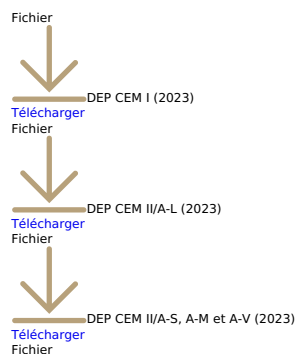 Fichier
DEP CEM I (2023)
Télécharger
Fichier
DEP CEM II/A-L (2023)
Télécharger
Fichier
DEP CEM II/A-S, A-M et A-V (2023)
Télécharger
Fichier